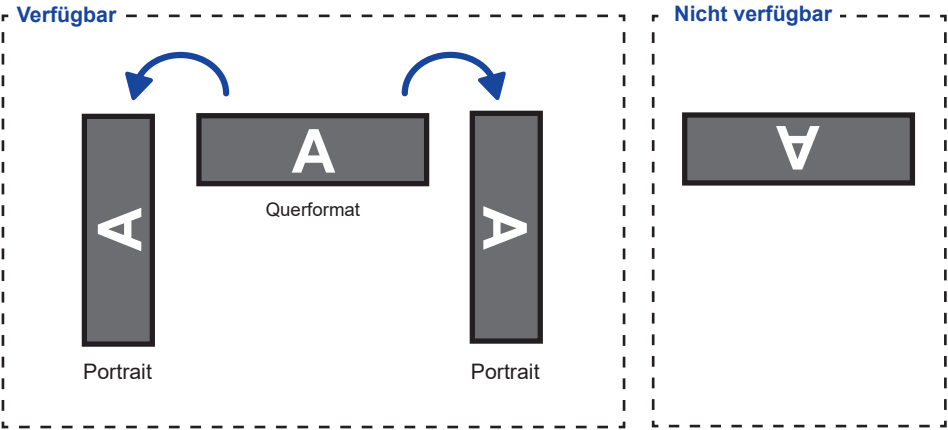 Verfügbar
Nicht verfügbar
A
A
Querformat
A
A
Portrait
Portrait